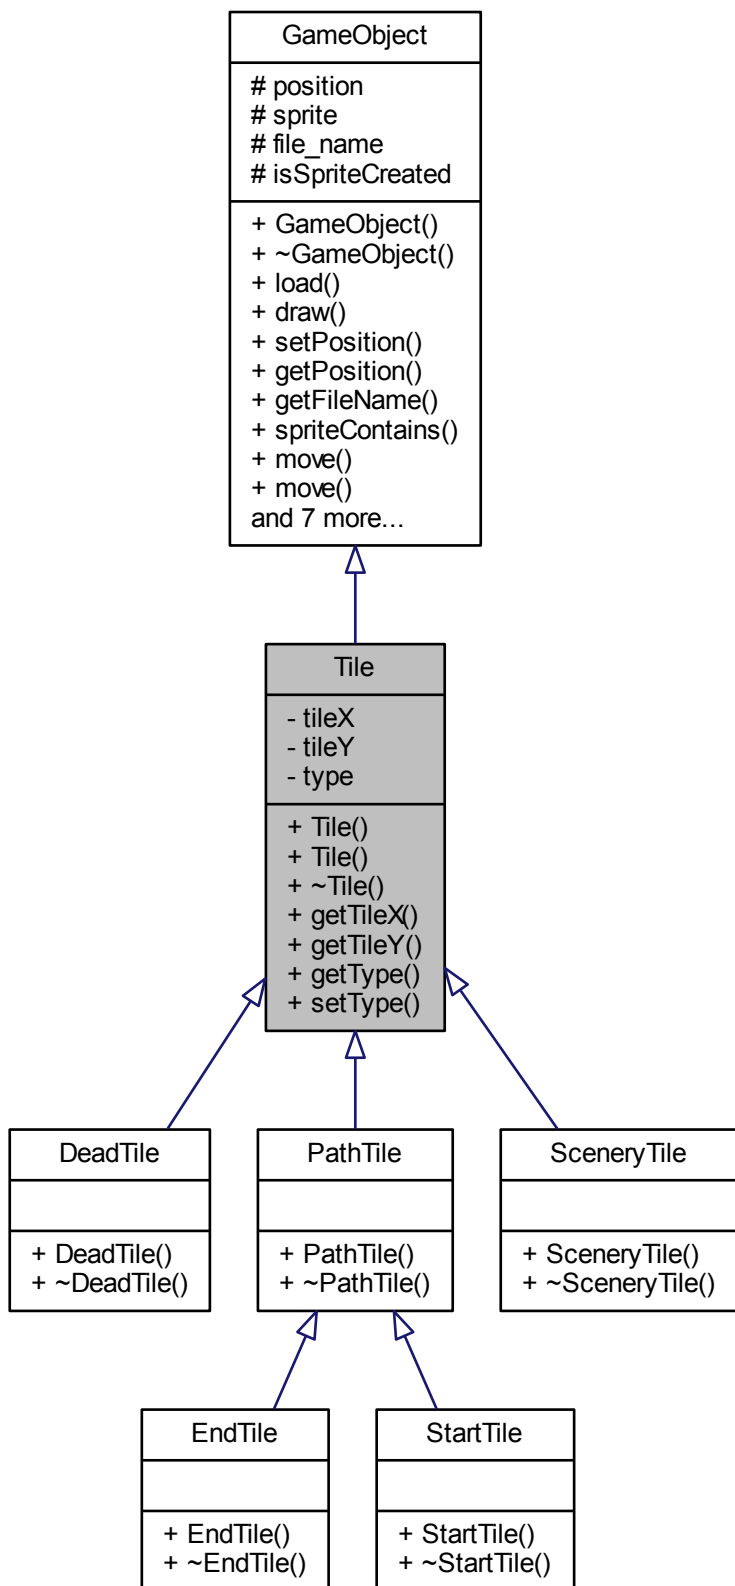 GameObject
# position
# sprite
# file_name
# isSpriteCreated
+ GameObject()
+ ~GameObject()
+ load()
+ draw()
+ setPosition()
+ getPosition()
+ getFileName()
+ spriteContains()
+ move()
+ move()
and 7 more...
Tile
- tileX
- tileY
- type
+ Tile()
+ Tile()
+ ~Tile()
+ getTileX()
+ getTileY()
+ getType()
+ setType()
DeadTile
+ DeadTile()
+ ~DeadTile()
PathTile
+ PathTile()
+ ~PathTile()
SceneryTile
+ SceneryTile()
+ ~SceneryTile()
EndTile
+ EndTile()
+ ~EndTile()
StartTile
+ StartTile()
+ ~StartTile()